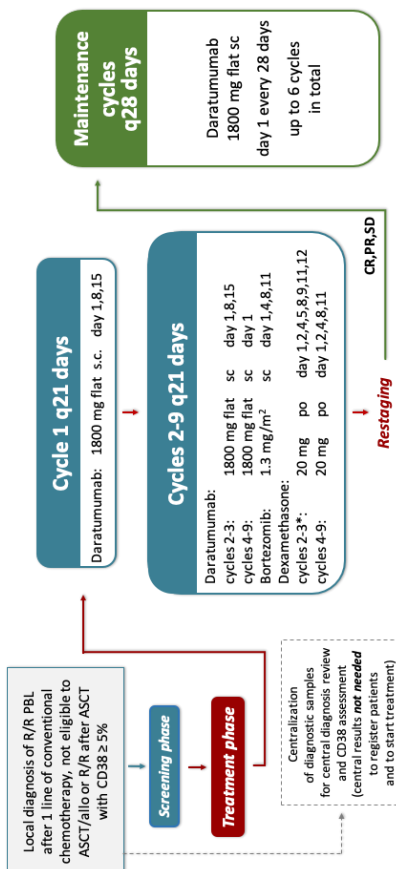 Local diagnosis of R/R PBL
after 1 line of conventional
chemotherapy, not eligible to
ASCT/allo or R/R after ASCT
with CD38 ≥ 5%
Screening phase
Treatment phase
Centralization
of diagnostic samples
for central diagnosis review
and CD38 assessment
(central results not needed
to register patients
and to start treatment)
Cycle 1 q21 days
Daratumumab: 1800 mg flat s.c. day 1,8,15
Cycles 2-9 q21 days
Daratumumab:
cycles 2-3: 1800 mg flat sc day 1,8,15
cycles 4-9: 1800 mg flat sc day 1
Bortezomib: 1.3 mg/m² sc day 1,4,8,11
Dexamethasone:
cycles 2-3*: 20 mg po day 1,2,4,5,8,9,11,12
cycles 4-9: 20 mg po day 1,2,4,8,11
Restaging
CR,PR,SD
Maintenance
cycles
q28 days
Daratumumab
1800 mg flat sc
day 1 every 28 days
up to 6 cycles
in total